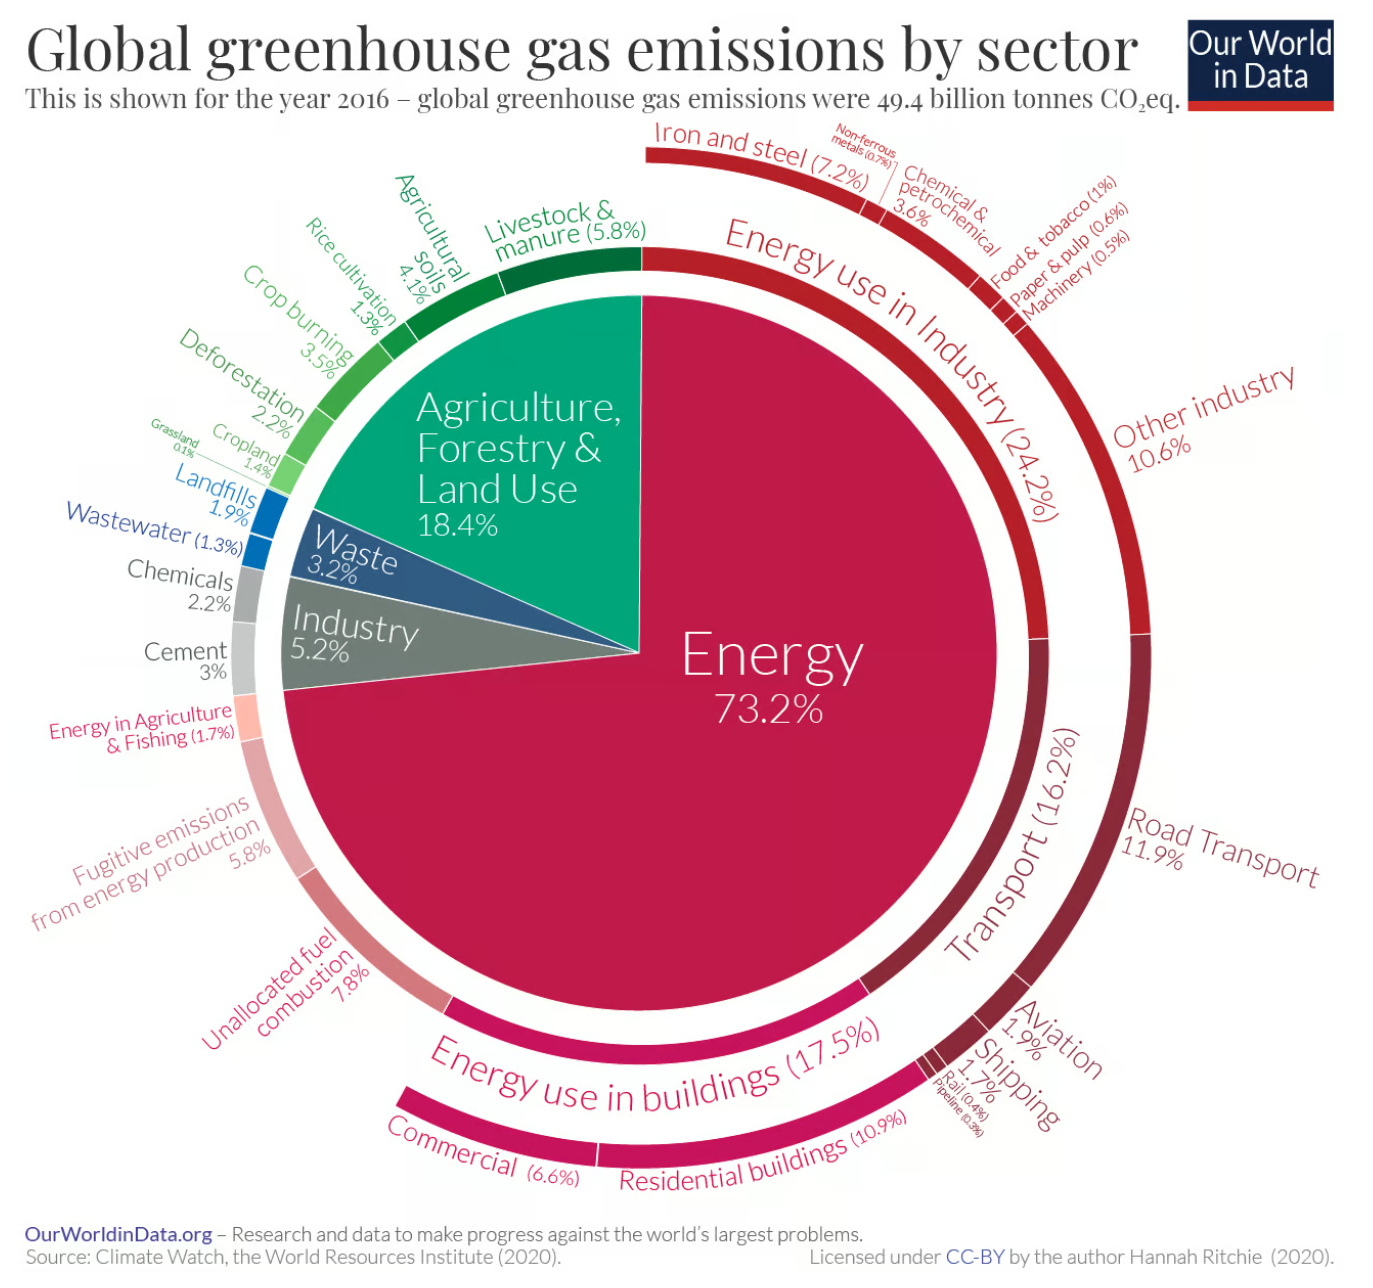 Global greenhouse gas emissions by sector
Our World
in Data
This is shown for the year 2016 – global greenhouse gas emissions were 49.4 billion tonnes CO₂eq.
Iron and steel (7.2%)
Non-ferrous
metals (0.7%)
Chemical &
petrochemical
3.6%
Food & tobacco (1%)
Paper & pulp (0.6%)
Machinery (0.5%)
Other industry
10.6%
Energy use in Industry (24.2%)
Road Transport
11.9%
Transport (16.2%)
Aviation
1.9%
Shipping
1.7%
Rail (0.4%)
Pipeline (0.3%)
Energy use in buildings (17.5%)
Residential buildings (10.9%)
Commercial (6.6%)
Unallocated fuel
combustion
7.8%
Fugitive emissions
from energy production
5.8%
Energy in Agriculture
& Fishing (1.7%)
Cement
3%
Chemicals
2.2%
Wastewater (1.3%)
Landfills
1.9%
Grassland
0.1%
Cropland
1.4%
Deforestation
2.2%
Crop burning
3.5%
Rice cultivation
1.3%
Agricultural
soils
4.1%
Livestock &
manure (5.8%)
Agriculture,
Forestry &
Land Use
18.4%
Waste
3.2%
Industry
5.2%
Energy
73.2%
OurWorldinData.org – Research and data to make progress against the world's largest problems.
Source: Climate Watch, the World Resources Institute (2020).
Licensed under CC-BY by the author Hannah Ritchie (2020).